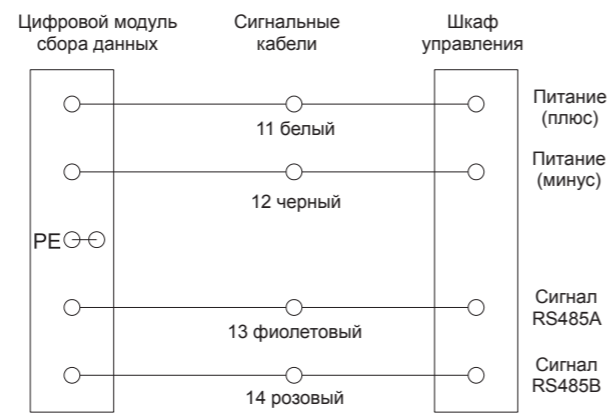 Цифровой модуль
сбора данных
Сигнальные
кабели
Шкаф
управления
Питание
(плюс)
11 белый
Питание
(минус)
12 черный
PE
Сигнал
RS485A
13 фиолетовый
Сигнал
RS485B
14 розовый